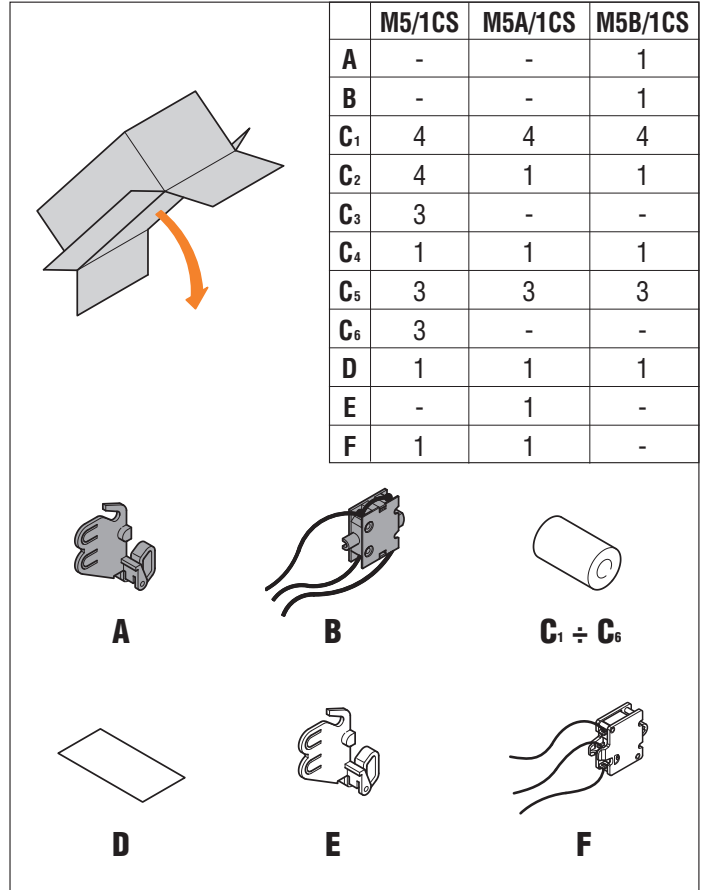 M5/1CS M5A/1CS M5B/1CS
A - - 1
B - - 1
C₁ 4 4 4
C₂ 4 1 1
C₃ 3 - -
C₄ 1 1 1
C₅ 3 3 3
C₆ 3 - -
D 1 1 1
E - 1 -
F 1 1 -
A B C₁ ÷ C₆
D E F